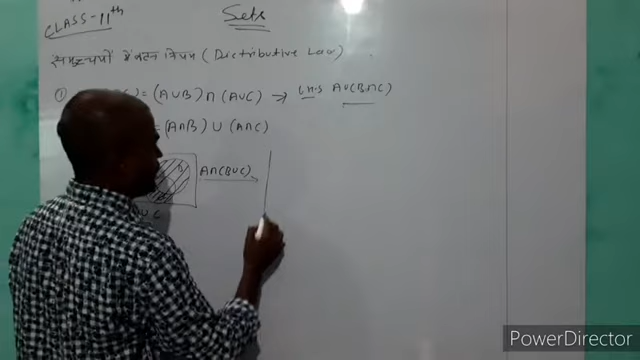 CLASS-11th
Sets
समुच्चयों में वंटन नियम (Distributive Law)
① ) = (A∪B)∩(A∪C) → L.H.S A∪(B∩C)
= (A∩B) ∪ (A∩C)
A∩(B∪C)
∪ C
PowerDirector